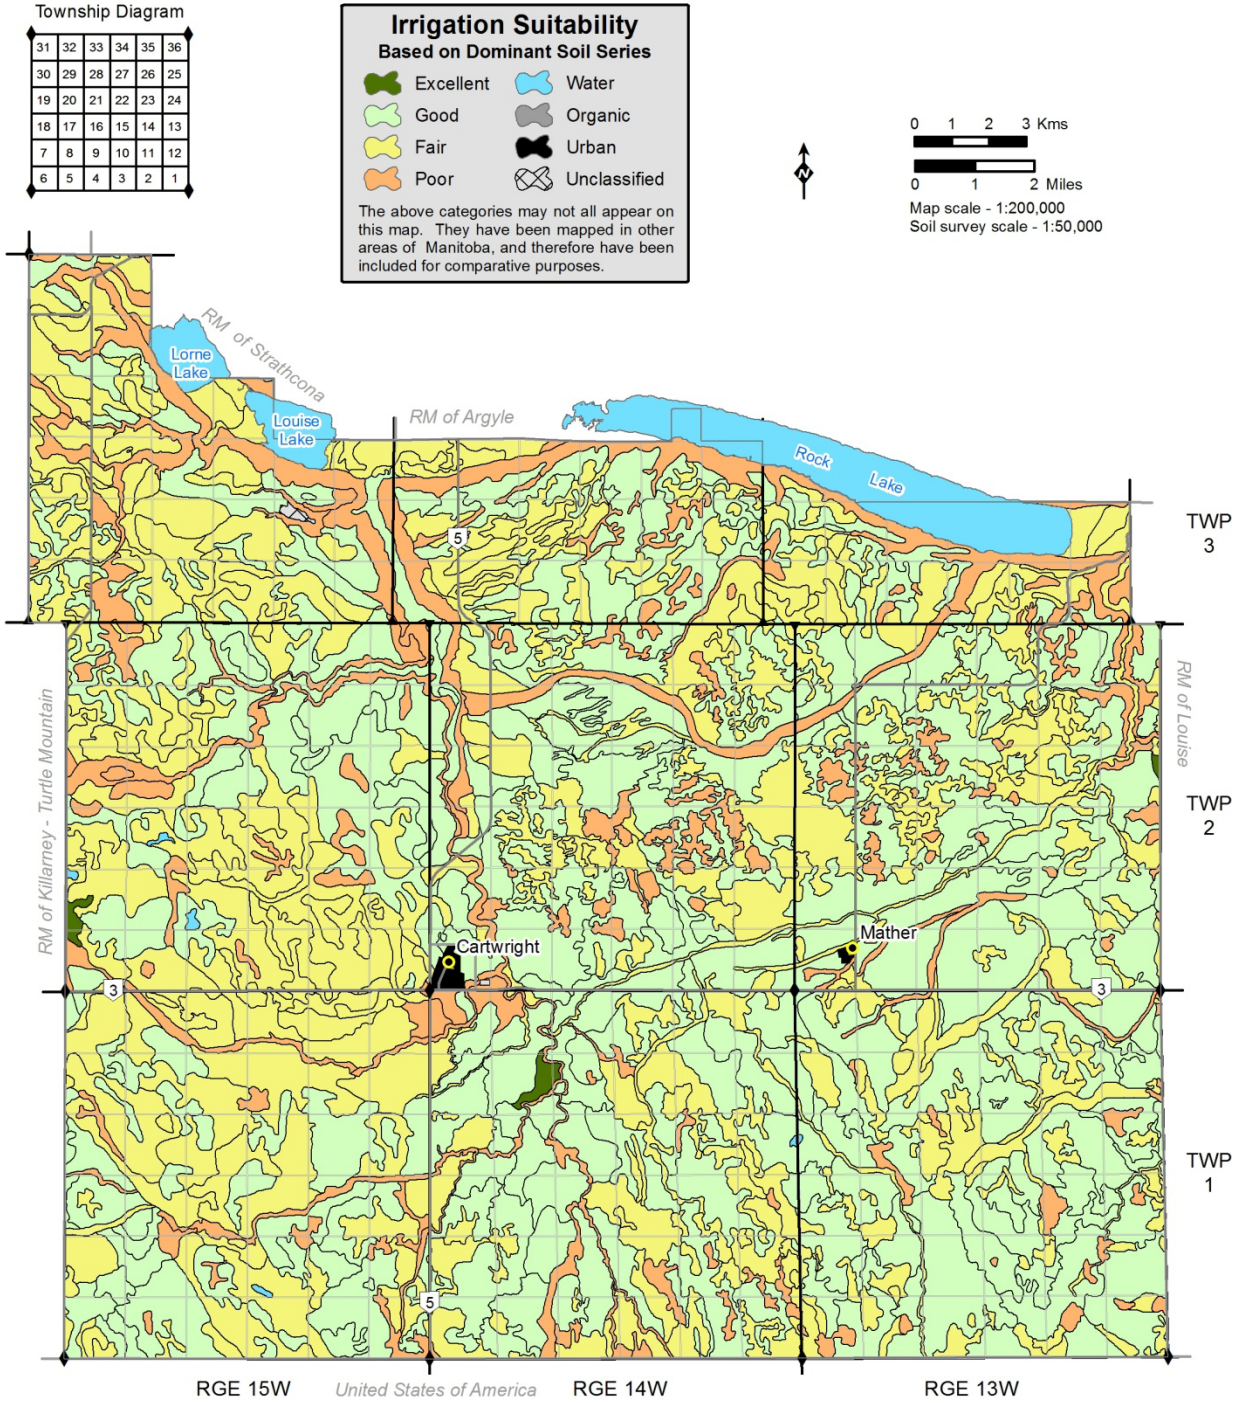 Township Diagram
31 32 33 34 35 36
30 29 28 27 26 25
19 20 21 22 23 24
18 17 16 15 14 13
7 8 9 10 11 12
6 5 4 3 2 1
Irrigation Suitability
Based on Dominant Soil Series
Excellent Water
Good Organic
Fair Urban
Poor Unclassified
The above categories may not all appear on
this map. They have been mapped in other
areas of Manitoba, and therefore have been
included for comparative purposes.
N
0 1 2 3 Kms
0 1 2 Miles
Map scale - 1:200,000
Soil survey scale - 1:50,000
RM of Strathcona
Lorne
Lake
Louise
Lake
RM of Argyle
Rock Lake
5
TWP
3
RM of Killarney - Turtle Mountain
RM of Louise
TWP
2
Cartwright
Mather
3
3
TWP
1
5
RGE 15W
United States of America
RGE 14W
RGE 13W